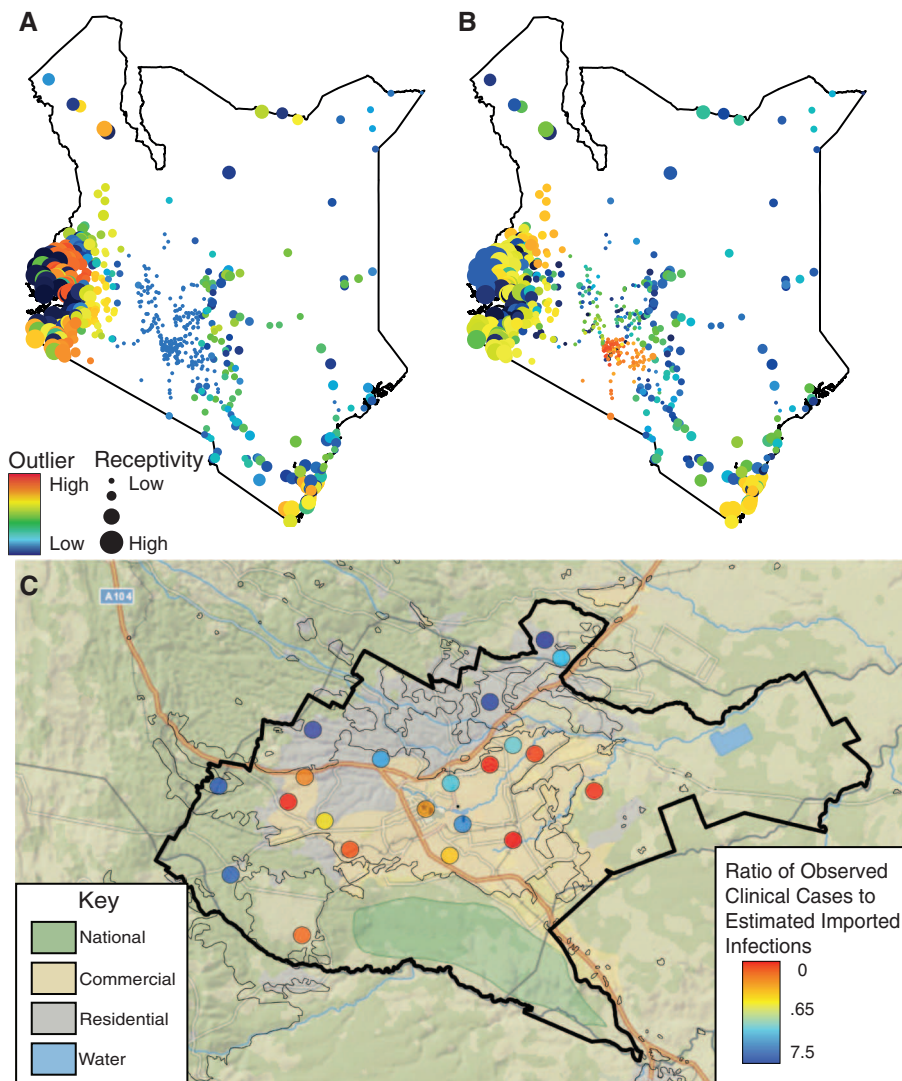 A
B
Outlier
High
Low
Receptivity
Low
High
C
A104
Key
National
Commercial
Residential
Water
Ratio of Observed
Clinical Cases to
Estimated Imported
Infections
0
.65
7.5